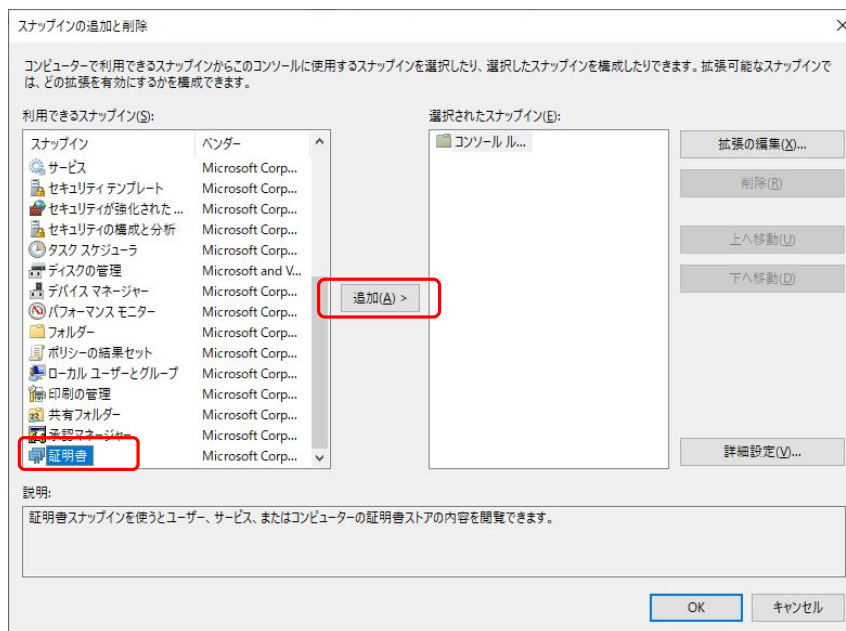 スナップインの追加と削除
コンピューターで利用できるスナップインからこのコンソールに使用するスナップインを選択したり、選択したスナップインを構成したりできます。拡張可能なスナップインで
は、どの拡張を有効にするかを構成できます。
利用できるスナップイン(S):
スナップイン ベンダー
サービス Microsoft Corp...
セキュリティ テンプレート Microsoft Corp...
セキュリティが強化された ... Microsoft Corp...
セキュリティの構成と分析 Microsoft Corp...
タスク スケジューラ Microsoft Corp...
ディスクの管理 Microsoft and V...
デバイス マネージャー Microsoft Corp...
パフォーマンス モニター Microsoft Corp...
フォルダー Microsoft Corp...
ポリシーの結果セット Microsoft Corp...
ローカル ユーザーとグループ Microsoft Corp...
印刷の管理 Microsoft Corp...
共有フォルダー Microsoft Corp...
承認マネージャー Microsoft Corp...
証明書 Microsoft Corp...
追加(A) >
選択されたスナップイン(E):
コンソール ル...
拡張の編集(X)...
削除(R)
上へ移動(U)
下へ移動(D)
詳細設定(V)...
説明:
証明書スナップインを使うとユーザー、サービス、またはコンピューターの証明書ストアの内容を閲覧できます。
OK キャンセル